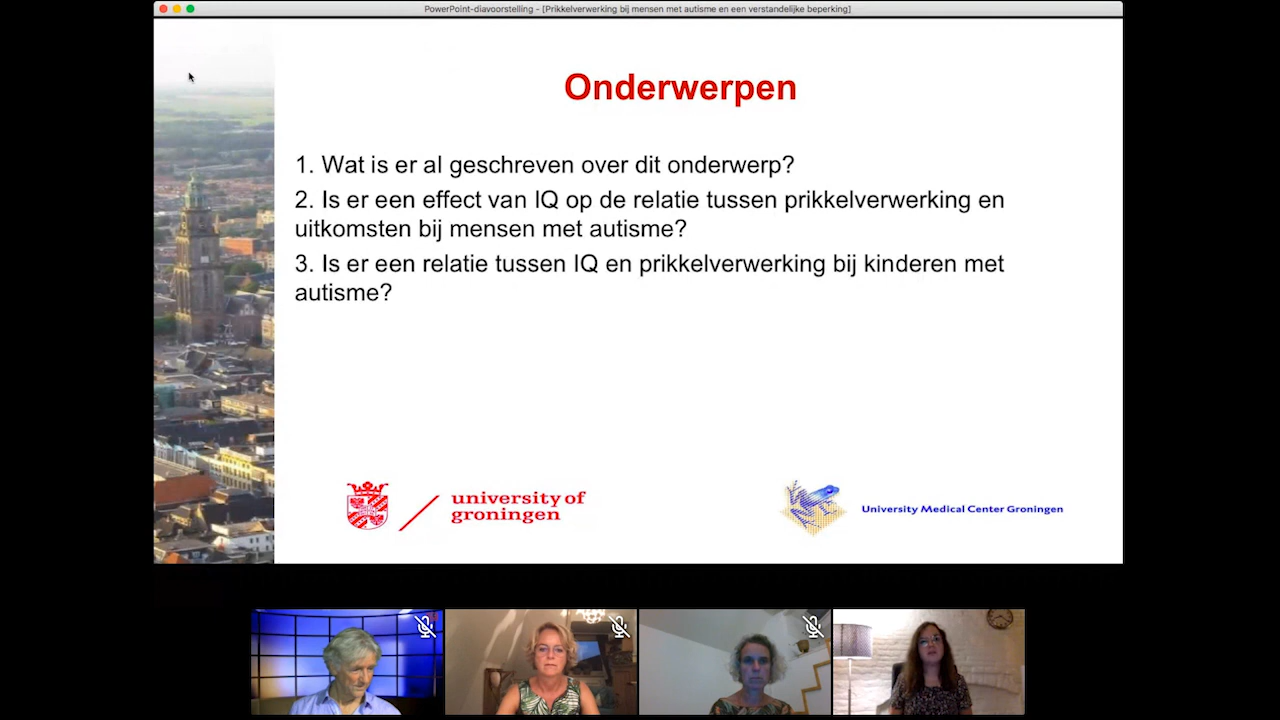 PowerPoint-diavoorstelling - [Prikkelverwerking bij mensen met autisme en een verstandelijke beperking]
Onderwerpen
1. Wat is er al geschreven over dit onderwerp?
2. Is er een effect van IQ op de relatie tussen prikkelverwerking en
uitkomsten bij mensen met autisme?
3. Is er een relatie tussen IQ en prikkelverwerking bij kinderen met
autisme?
university of
groningen
University Medical Center Groningen